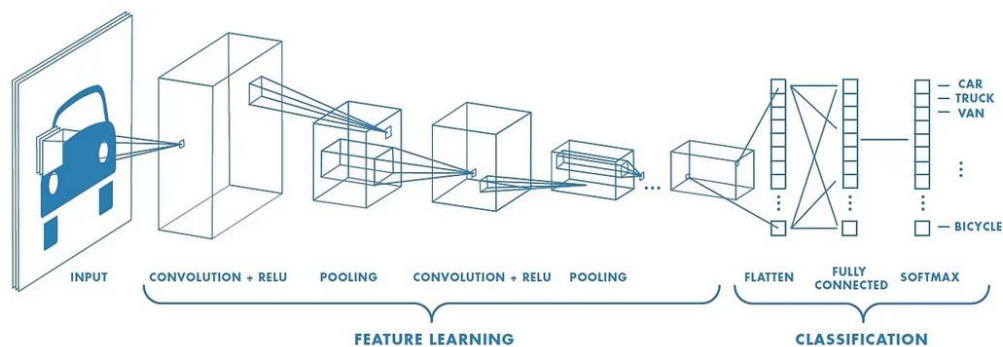 CAR
TRUCK
VAN
BICYCLE
INPUT
CONVOLUTION + RELU
POOLING
CONVOLUTION + RELU
POOLING
FLATTEN
FULLY
CONNECTED
SOFTMAX
FEATURE LEARNING
CLASSIFICATION